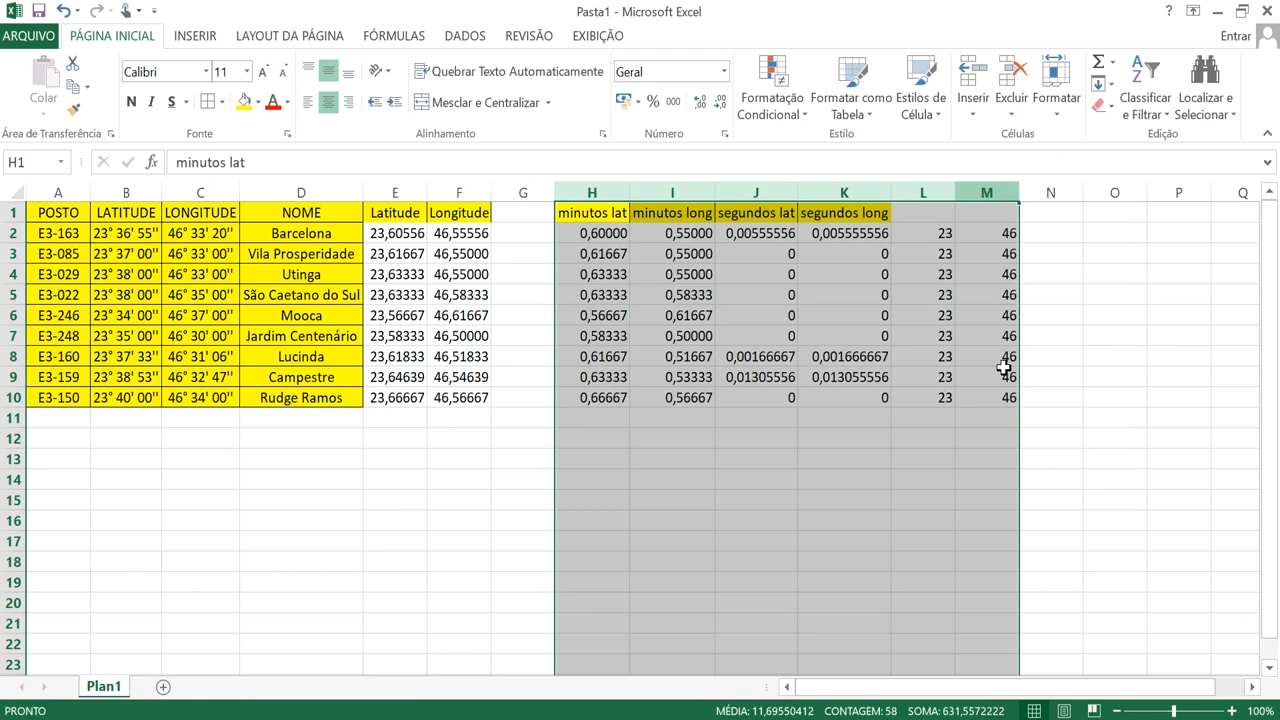 Pasta1 - Microsoft Excel
?
ARQUIVO PÁGINA INICIAL INSERIR LAYOUT DA PÁGINA FÓRMULAS DADOS REVISÃO EXIBIÇÃO Entrar
Colar Calibri 11 Quebrar Texto Automaticamente Geral
N I S A Mesclar e Centralizar % 000
Formatação Condicional Formatar como Tabela Estilos de Célula Inserir Excluir Formatar Classificar e Filtrar Localizar e Selecionar
Área de Transferência Fonte Alinhamento Número Estilo Células Edição
H1 fx minutos lat
A B C D E F G H I J K L M N O P Q
1 POSTO LATITUDE LONGITUDE NOME Latitude Longitude minutos lat minutos long segundos lat segundos long
2 E3-163 23° 36' 55'' 46° 33' 20'' Barcelona 23,60556 46,55556 0,60000 0,55000 0,00555556 0,005555556 23 46
3 E3-085 23° 37' 00'' 46° 33' 00'' Vila Prosperidade 23,61667 46,55000 0,61667 0,55000 0 0 23 46
4 E3-029 23° 38' 00'' 46° 33' 00'' Utinga 23,63333 46,55000 0,63333 0,55000 0 0 23 46
5 E3-022 23° 38' 00'' 46° 35' 00'' São Caetano do Sul 23,63333 46,58333 0,63333 0,58333 0 0 23 46
6 E3-246 23° 34' 00'' 46° 37' 00'' Mooca 23,56667 46,61667 0,56667 0,61667 0 0 23 46
7 E3-248 23° 35' 00'' 46° 30' 00'' Jardim Centenário 23,58333 46,50000 0,58333 0,50000 0 0 23 46
8 E3-160 23° 37' 33'' 46° 31' 06'' Lucinda 23,61833 46,51833 0,61667 0,51667 0,00166667 0,001666667 23 46
9 E3-159 23° 38' 53'' 46° 32' 47'' Campestre 23,64639 46,54639 0,63333 0,53333 0,01305556 0,013055556 23 46
10 E3-150 23° 40' 00'' 46° 34' 00'' Rudge Ramos 23,66667 46,56667 0,66667 0,56667 0 0 23 46
11
12
13
14
15
16
17
18
19
20
21
22
23
Plan1
PRONTO MÉDIA: 11,69550412 CONTAGEM: 58 SOMA: 631,5572222 100%